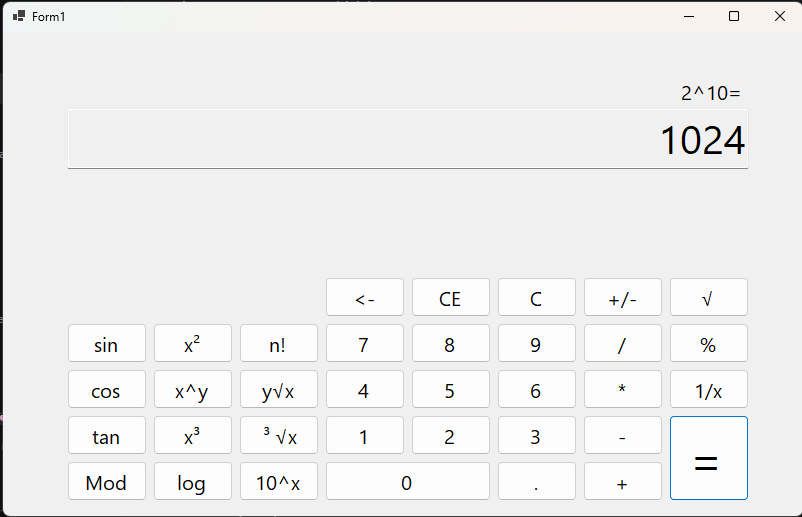 Form1
2^10=
1024
<- CE C +/- √
sin x² n! 7 8 9 / %
cos x^y y√x 4 5 6 * 1/x
tan x³ ³√x 1 2 3 - =
Mod log 10^x 0 . +